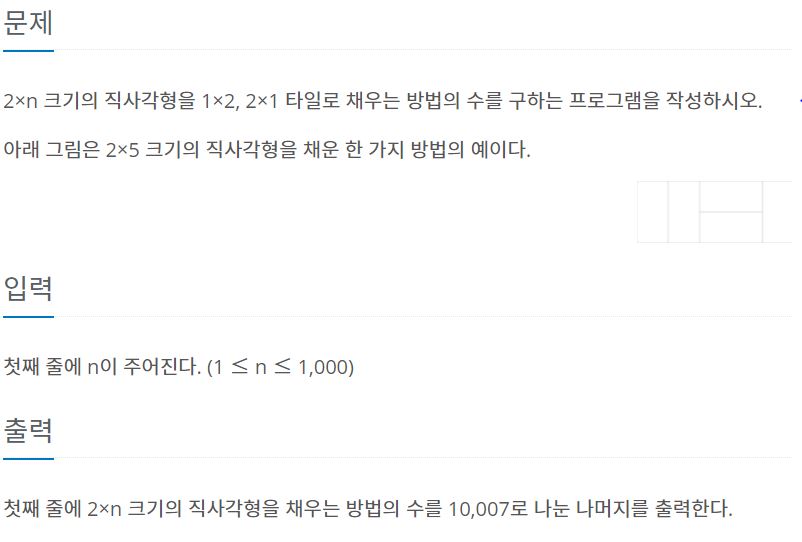 문제
2×n 크기의 직사각형을 1×2, 2×1 타일로 채우는 방법의 수를 구하는 프로그램을 작성하시오.
아래 그림은 2×5 크기의 직사각형을 채운 한 가지 방법의 예이다.
입력
첫째 줄에 n이 주어진다. (1 ≤ n ≤ 1,000)
출력
첫째 줄에 2×n 크기의 직사각형을 채우는 방법의 수를 10,007로 나눈 나머지를 출력한다.